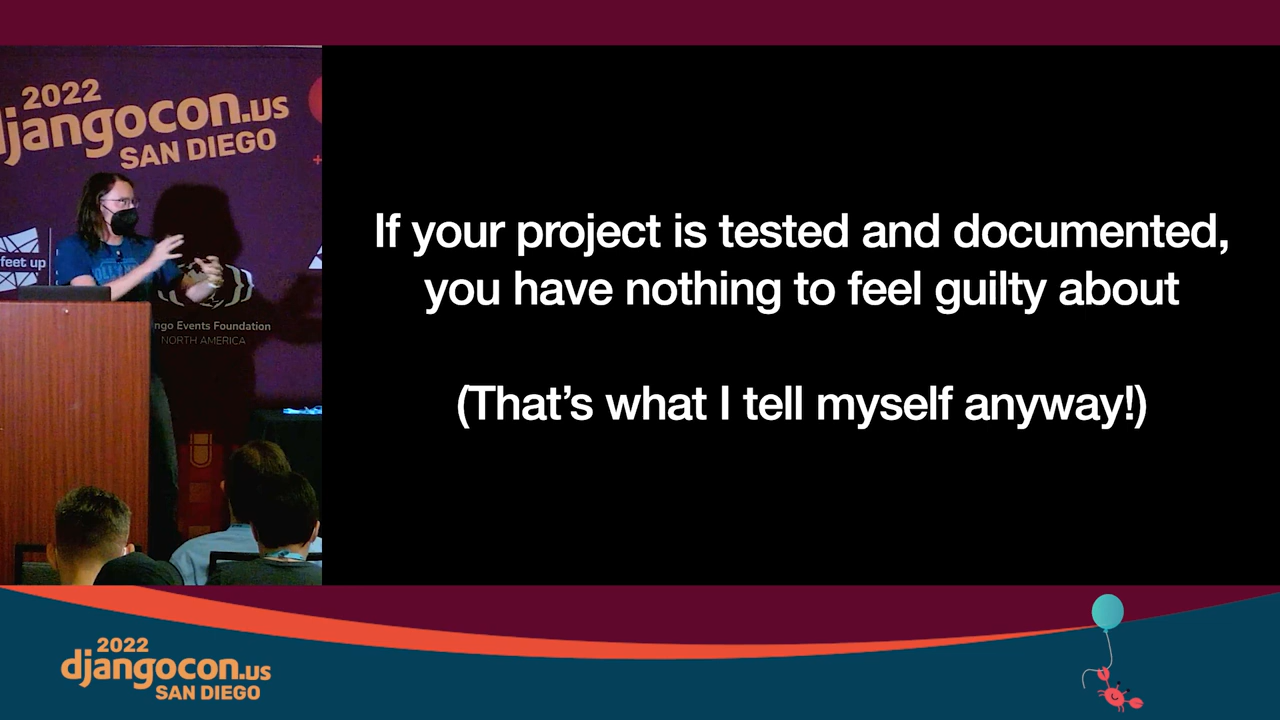 2022
djangocon.us
SAN DIEGO
feet up
ngo Events Foundation
NORTH AMERICA
If your project is tested and documented,
you have nothing to feel guilty about
(That’s what I tell myself anyway!)
2022
djangocon.us
SAN DIEGO